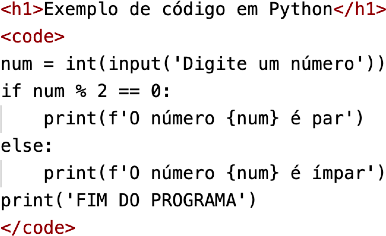 <h1>Exemplo de código em Python</h1>
<code>
num = int(input('Digite um número'))
if num % 2 == 0:
    print(f'O número {num} é par')
else:
    print(f'O número {num} é ímpar')
print('FIM DO PROGRAMA')
</code>